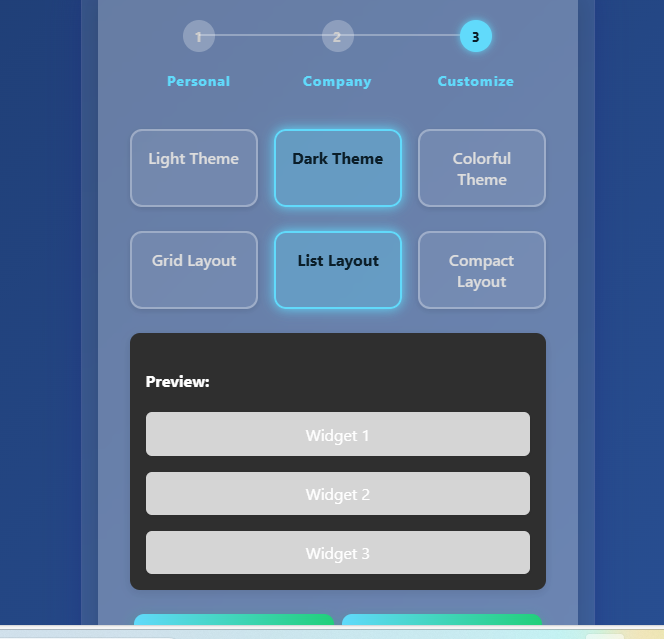 1 2 3
Personal Company Customize
Light Theme
Dark Theme
Colorful
Theme
Grid Layout
List Layout
Compact
Layout
Preview:
Widget 1
Widget 2
Widget 3